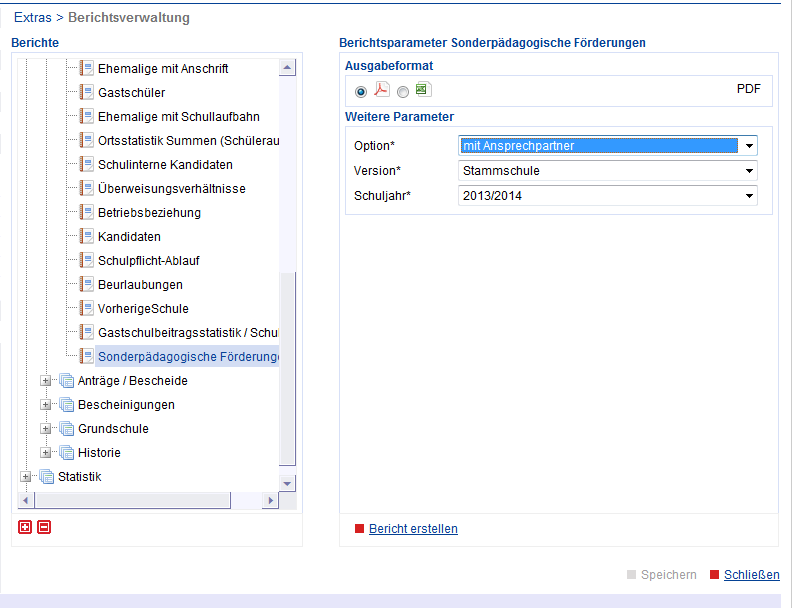 Extras > Berichtsverwaltung
Berichte
Ehemalige mit Anschrift
Gastschüler
Ehemalige mit Schullaufbahn
Ortsstatistik Summen (Schülerau
Schulinterne Kandidaten
Überweisungsverhältnisse
Betriebsbeziehung
Kandidaten
Schulpflicht-Ablauf
Beurlaubungen
VorherigeSchule
Gastschulbeitragsstatistik / Schul
Sonderpädagogische Förderunge
Anträge / Bescheide
Bescheinigungen
Grundschule
Historie
Statistik
Berichtsparameter Sonderpädagogische Förderungen
Ausgabeformat
PDF
Weitere Parameter
Option* mit Ansprechpartner
Version* Stammschule
Schuljahr* 2013/2014
Bericht erstellen
Speichern Schließen